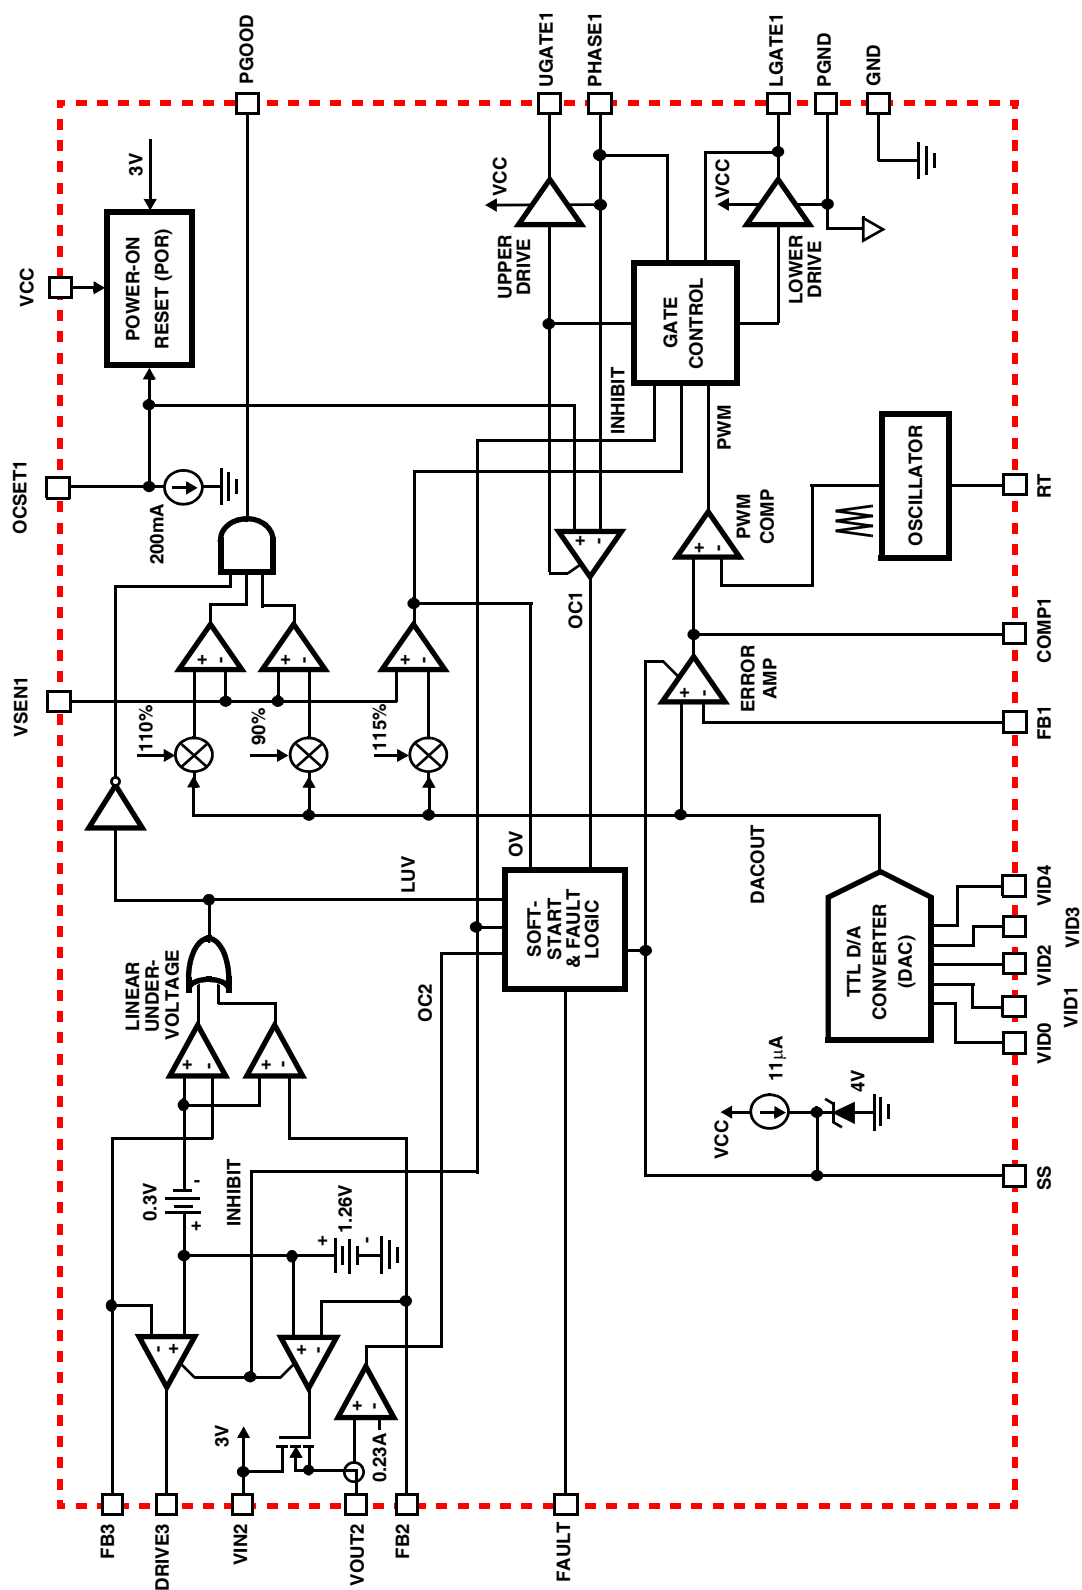 VSEN1
OCSET1
VCC
3V
POWER-ON
RESET (POR)
PGOOD
200mA
110%
90%
115%
+
-
+
-
+
-
LINEAR
UNDER-
VOLTAGE
+
-
+
-
0.3V
+
-
INHIBIT
1.26V
+
-
FB3
DRIVE3
VIN2
VOUT2
FB2
FAULT
-
+
+
-
3V
+
-
0.23A
LUV
OC2
OV
OC1
SOFT-
START
& FAULT
LOGIC
+
-
INHIBIT
UPPER
DRIVE
VCC
UGATE1
PHASE1
GATE
CONTROL
PWM
PWM
COMP
+
-
VCC
LOWER
DRIVE
LGATE1
PGND
GND
ERROR
AMP
+
-
DACOUT
VCC
11µA
4V
TTL D/A
CONVERTER
(DAC)
OSCILLATOR
SS
VID0
VID1
VID2
VID3
VID4
FB1
COMP1
RT